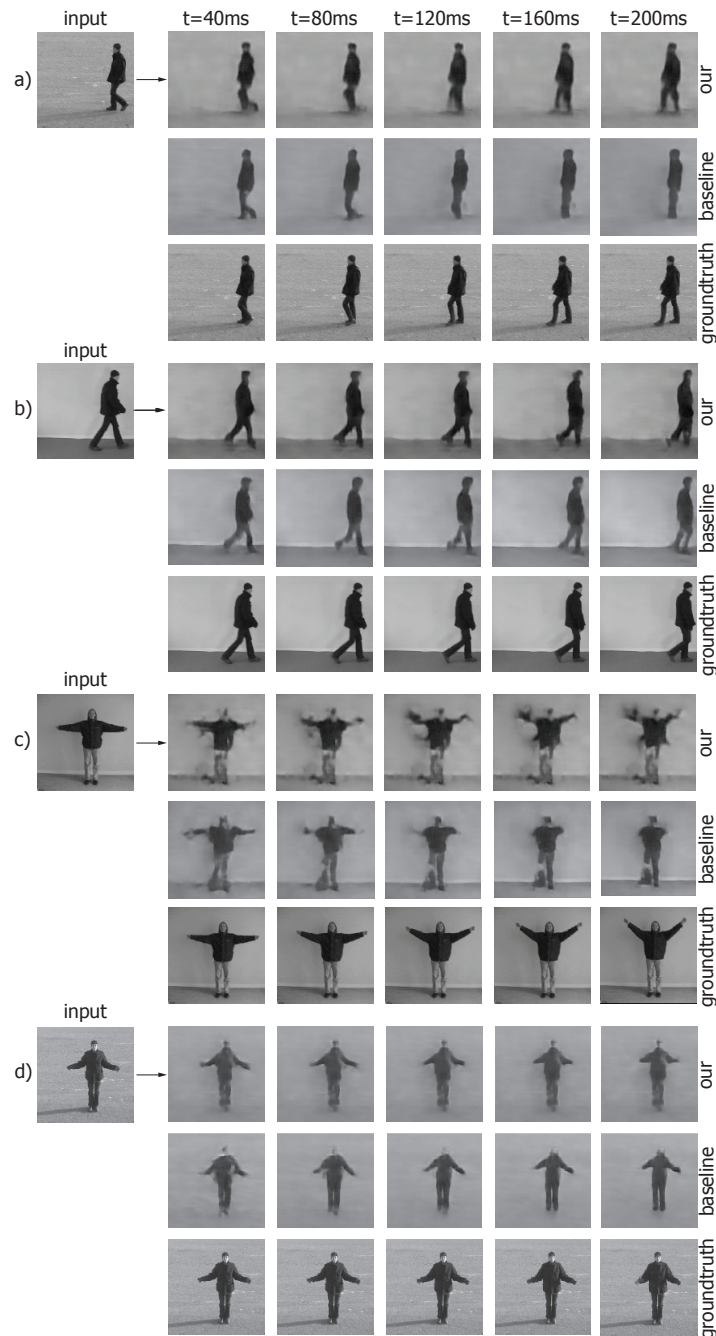 input t=40ms t=80ms t=120ms t=160ms t=200ms
a)
our
baseline
groundtruth
input
b)
our
baseline
groundtruth
input
c)
our
baseline
groundtruth
input
d)
our
baseline
groundtruth